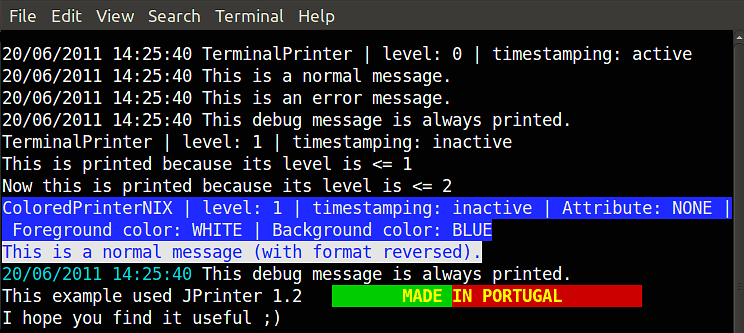 File Edit View Search Terminal Help
20/06/2011 14:25:40 TerminalPrinter | level: 0 | timestamping: active
20/06/2011 14:25:40 This is a normal message.
20/06/2011 14:25:40 This is an error message.
20/06/2011 14:25:40 This debug message is always printed.
TerminalPrinter | level: 1 | timestamping: inactive
This is printed because its level is <= 1
Now this is printed because its level is <= 2
ColoredPrinterNIX | level: 1 | timestamping: inactive | Attribute: NONE |
Foreground color: WHITE | Background color: BLUE
This is a normal message (with format reversed).
20/06/2011 14:25:40 This debug message is always printed.
This example used JPrinter 1.2 MADE IN PORTUGAL
I hope you find it useful ;)